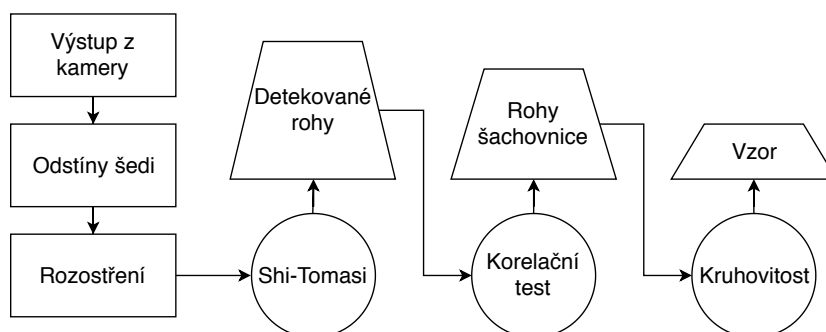 Výstup z
kamery
Odstíny šedi
Rozostření
Detekované
rohy
Shi-Tomasi
Rohy
šachovnice
Korelační
test
Vzor
Kruhovitost